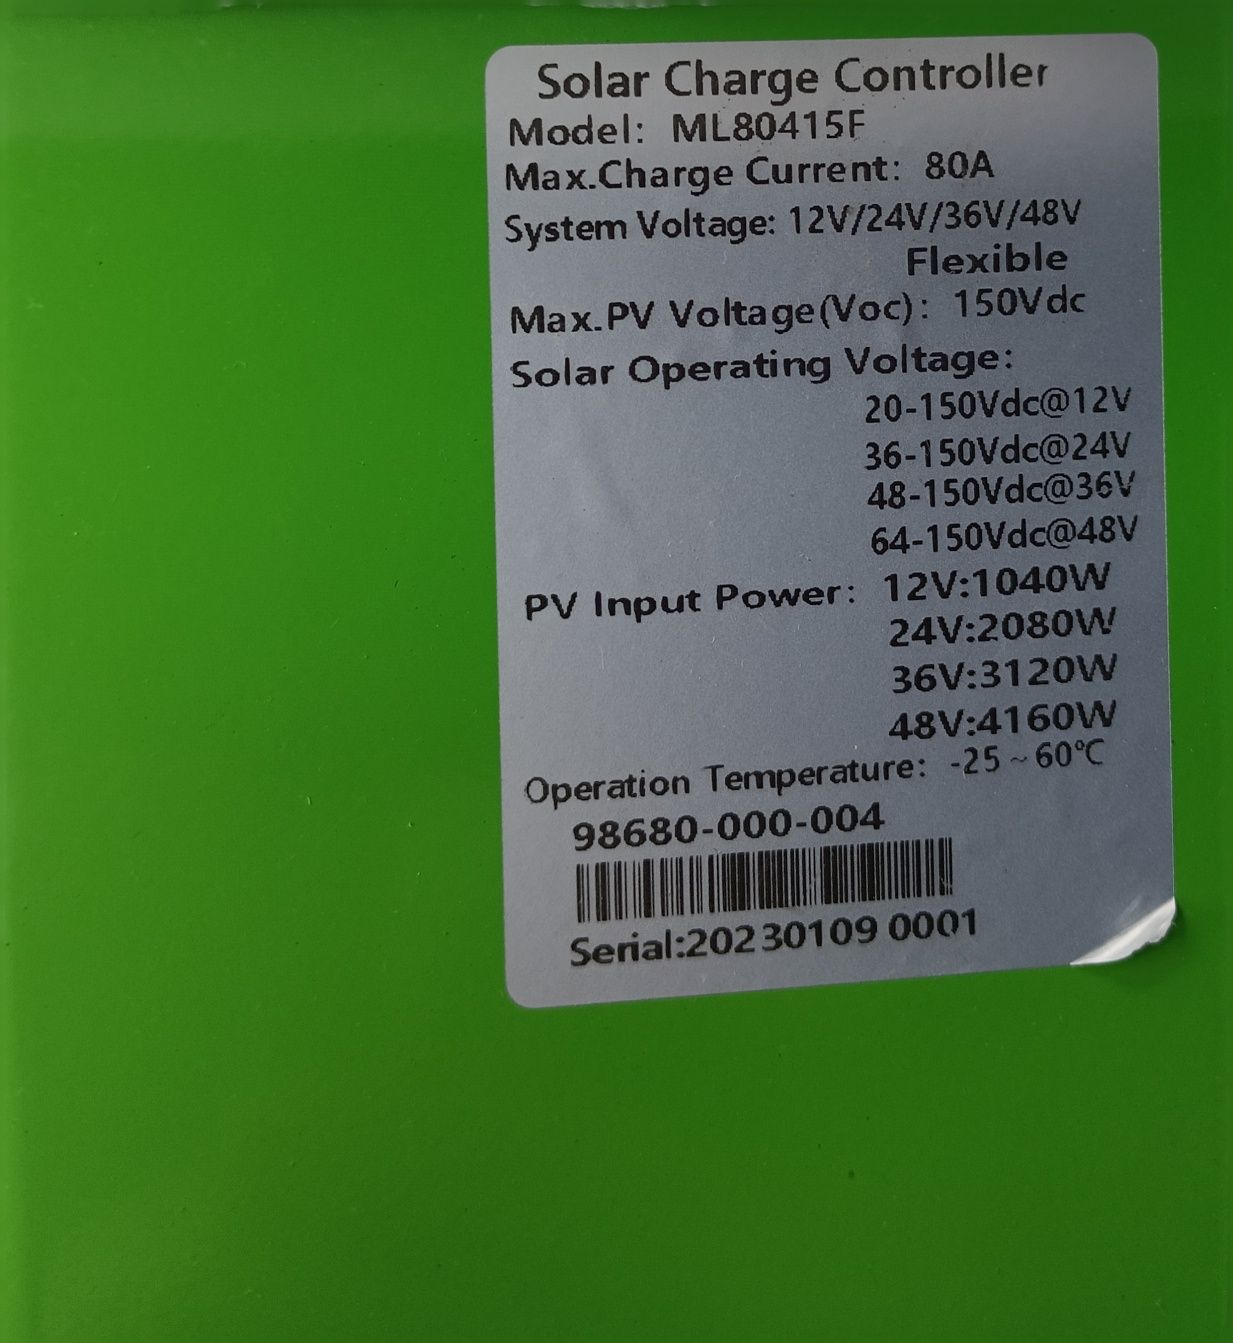 Solar Charge Controller
Model: ML80415F
Max.Charge Current: 80A
System Voltage: 12V/24V/36V/48V
Flexible
Max.PV Voltage(Voc): 150Vdc
Solar Operating Voltage:
20-150Vdc@12V
36-150Vdc@24V
48-150Vdc@36V
64-150Vdc@48V
PV Input Power: 12V:1040W
24V:2080W
36V:3120W
48V:4160W
Operation Temperature: -25~60℃
98680-000-004
Serial:20230109 0001